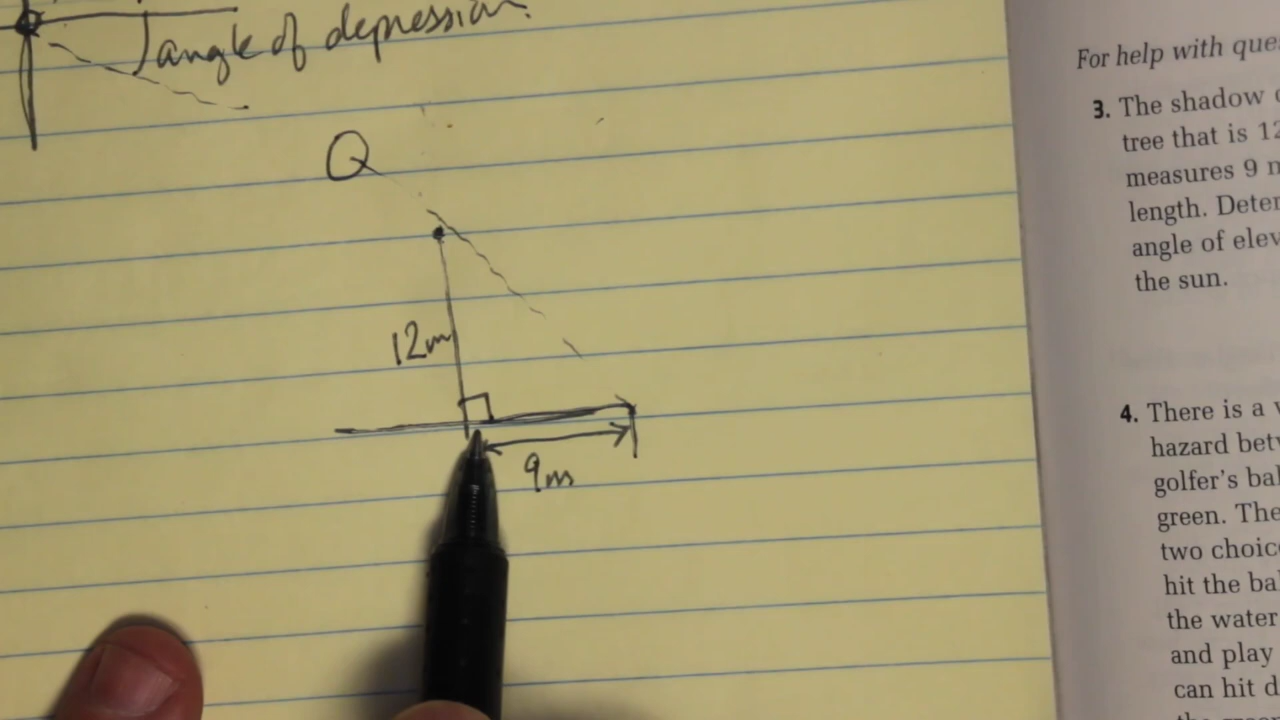 angle of depression.
12m
9m
For help with que
3. The shadow
tree that is 12
measures 9 m
length. Deter
angle of elev
the sun.
4. There is a
hazard bet
golfer's bal
green. The
two choic
hit the bal
the water
and play
can hit d